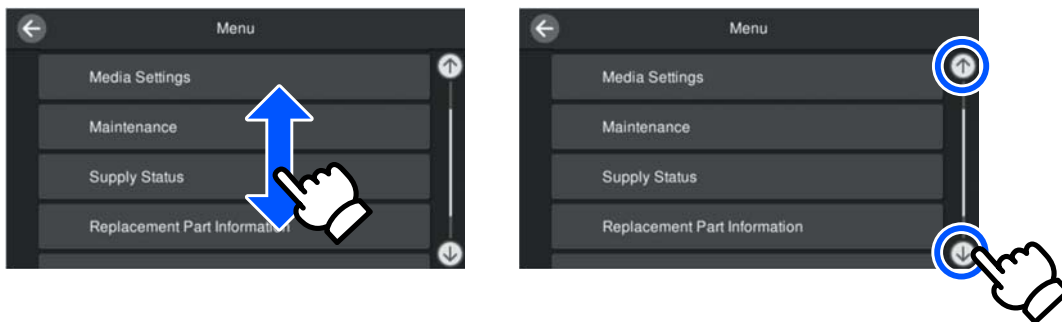 Menu
Media Settings
Maintenance
Supply Status
Replacement Part Information
Menu
Media Settings
Maintenance
Supply Status
Replacement Part Information